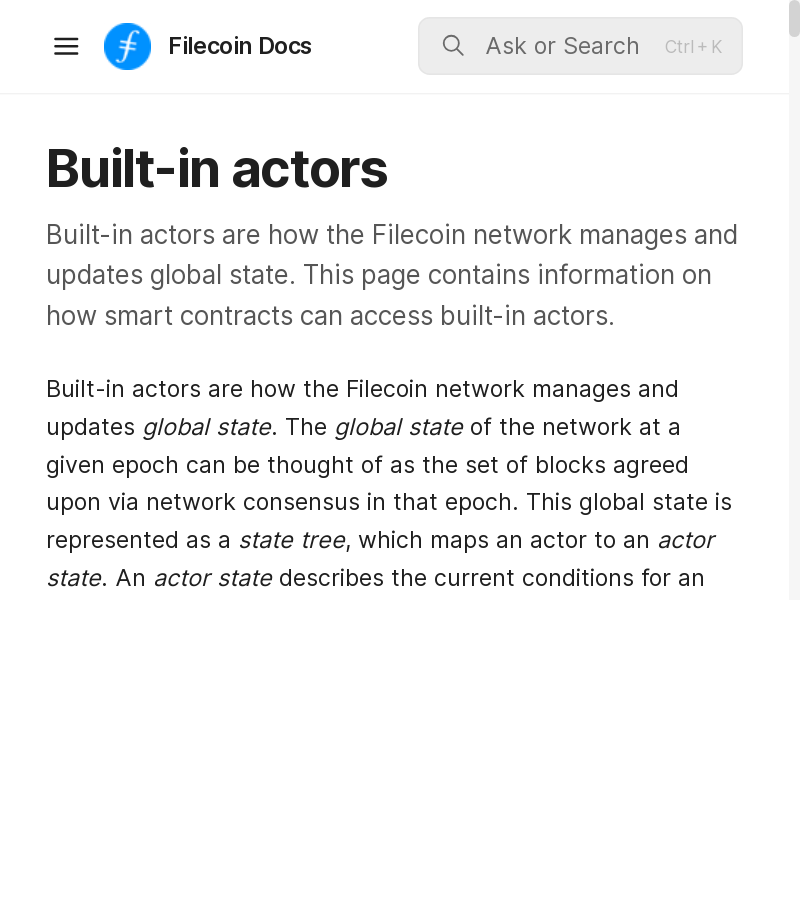 Filecoin Docs
Ask or Search
Ctrl + K
Built-in actors
Built-in actors are how the Filecoin network manages and
updates global state. This page contains information on
how smart contracts can access built-in actors.
Built-in actors are how the Filecoin network manages and
updates global state. The global state of the network at a
given epoch can be thought of as the set of blocks agreed
upon via network consensus in that epoch. This global state is
represented as a state tree, which maps an actor to an actor
state. An actor state describes the current conditions for an